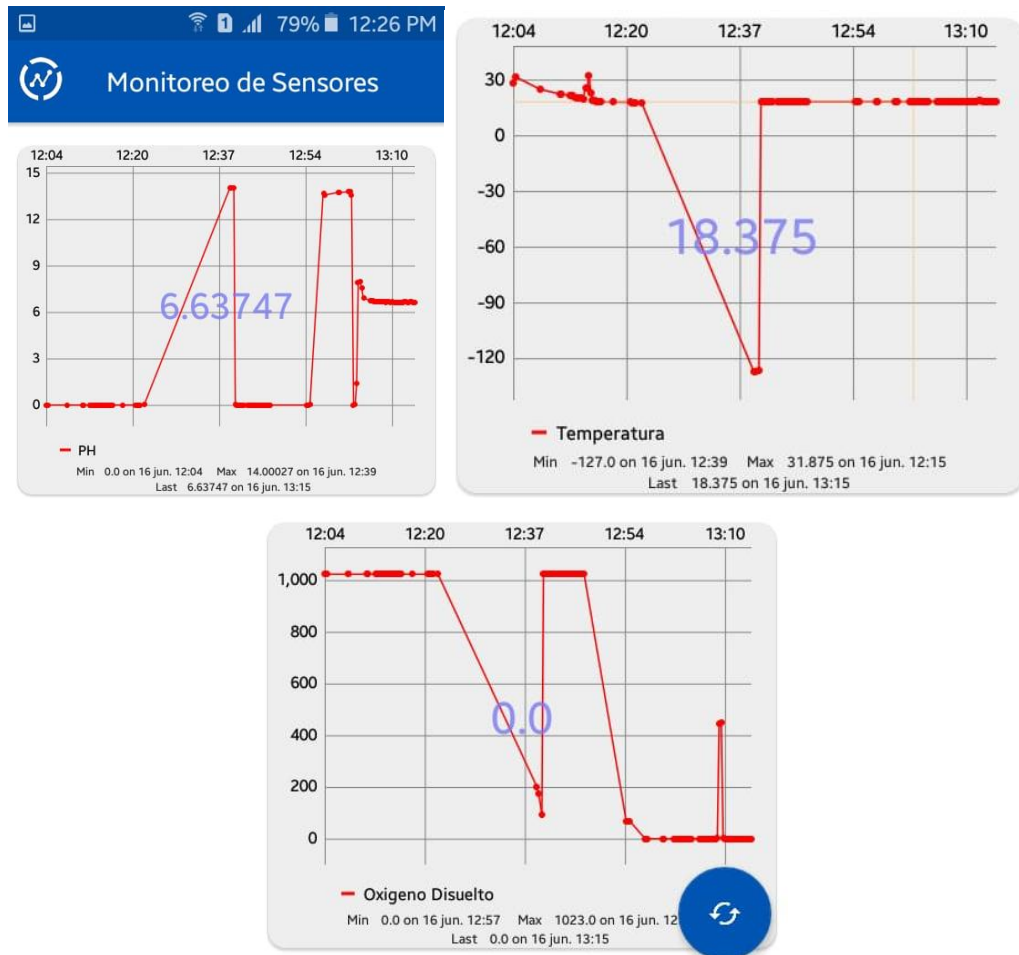 79% 12:26 PM
Monitoreo de Sensores
12:04 12:20 12:37 12:54 13:10
15
12
9
6
3
0
6.63747
PH
Min 0.0 on 16 jun. 12:04 Max 14.00027 on 16 jun. 12:39
Last 6.63747 on 16 jun. 13:15
12:04 12:20 12:37 12:54 13:10
30
0
-30
-60
-90
-120
18.375
Temperatura
Min -127.0 on 16 jun. 12:39 Max 31.875 on 16 jun. 12:15
Last 18.375 on 16 jun. 13:15
12:04 12:20 12:37 12:54 13:10
1,000
800
600
400
200
0
0.0
Oxigeno Disuelto
Min 0.0 on 16 jun. 12:57 Max 1023.0 on 16 jun. 12
Last 0.0 on 16 jun. 13:15